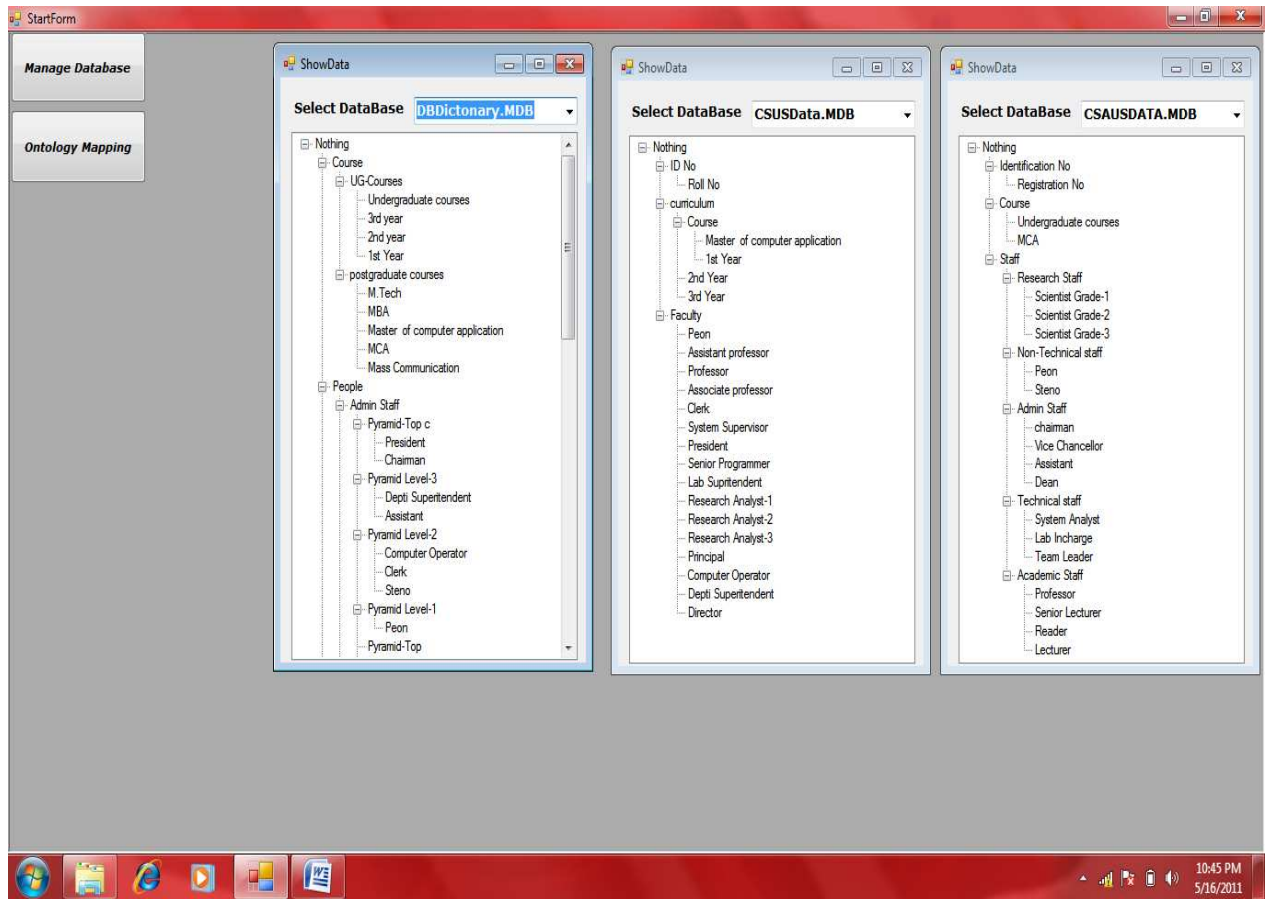 StartForm
Manage Database
Ontology Mapping
ShowData
Select DataBase DBDictonary.MDB
Nothing
Course
UG-Courses
Undergraduate courses
3rd year
2nd year
1st Year
postgraduate courses
M.Tech
MBA
Master of computer application
MCA
Mass Communication
People
Admin Staff
Pyramid-Top c
President
Chairman
Pyramid Level-3
Depti Superitendent
Assistant
Pyramid Level-2
Computer Operator
Clerk
Steno
Pyramid Level-1
Peon
Pyramid-Top
ShowData
Select DataBase CSUSData.MDB
Nothing
ID No
Roll No
curriculum
Course
Master of computer application
1st Year
2nd Year
3rd Year
Faculty
Peon
Assistant professor
Professor
Associate professor
Clerk
System Supervisor
President
Senior Programmer
Lab Supritendent
Research Analyst-1
Research Analyst-2
Research Analyst-3
Principal
Computer Operator
Depti Superitendent
Director
ShowData
Select DataBase CSAUSDATA.MDB
Nothing
Identification No
Registration No
Course
Undergraduate courses
MCA
Staff
Research Staff
Scientist Grade-1
Scientist Grade-2
Scientist Grade-3
Non-Technical staff
Peon
Steno
Admin Staff
chairman
Vice Chancellor
Assistant
Dean
Technical staff
System Analyst
Lab Incharge
Team Leader
Academic Staff
Professor
Senior Lecturer
Reader
Lecturer
10:45 PM
5/16/2011